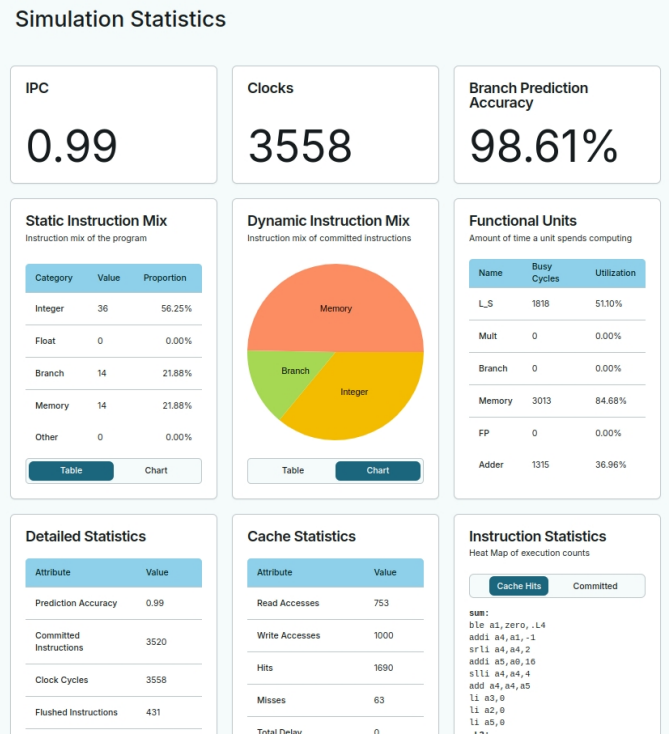 Simulation Statistics
IPC
0.99
Clocks
3558
Branch Prediction
Accuracy
98.61%
Static Instruction Mix
Instruction mix of the program
Category Value Proportion
Integer 36 56.25%
Float 0 0.00%
Branch 14 21.88%
Memory 14 21.88%
Other 0 0.00%
Table Chart
Dynamic Instruction Mix
Instruction mix of committed instructions
Memory
Branch
Integer
Table Chart
Functional Units
Amount of time a unit spends computing
Name Busy Cycles Utilization
L_S 1818 51.10%
Mult 0 0.00%
Branch 0 0.00%
Memory 3013 84.68%
FP 0 0.00%
Adder 1315 36.96%
Detailed Statistics
Attribute Value
Prediction Accuracy 0.99
Committed Instructions 3520
Clock Cycles 3558
Flushed Instructions 431
Cache Statistics
Attribute Value
Read Accesses 753
Write Accesses 1000
Hits 1690
Misses 63
Total Delay 0
Instruction Statistics
Heat Map of execution counts
Cache Hits Committed
sum:
ble a1,zero,.L4
addi a4,a1,-1
srli a4,a4,2
addi a5,a0,16
slli a4,a4,4
add a4,a4,a5
li a3,0
li a2,0
li a5,0